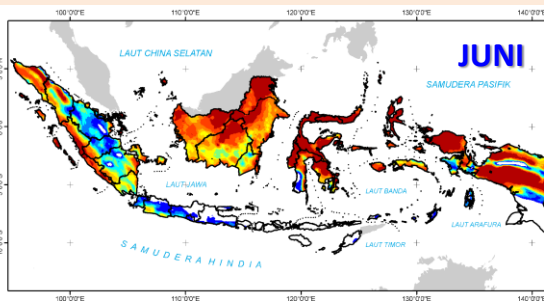 100°0'0"E 110°0'0"E 120°0'0"E 130°0'0"E 140°0'0"E
LAUT CHINA SELATAN
JUNI
SAMUDERA PASIFIK
LAUT JAWA
LAUT BANDA
LAUT ARAFURA
SAMUDERA HINDIA
LAUT TIMOR
100°0'0"E 110°0'0"E 120°0'0"E 130°0'0"E 140°0'0"E